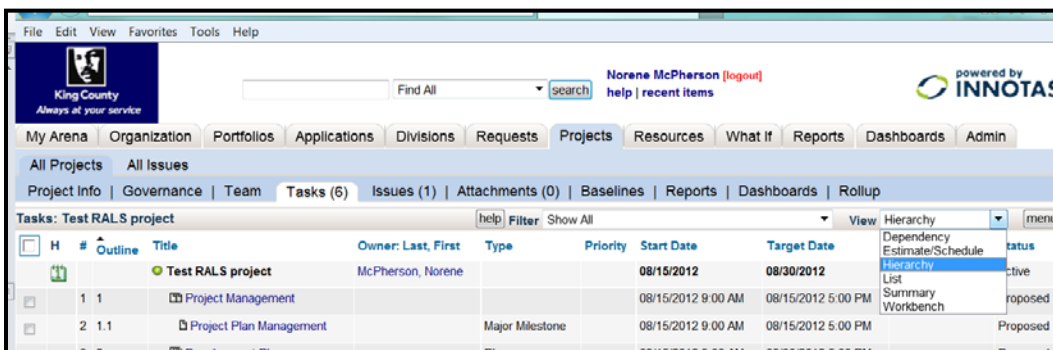 File Edit View Favorites Tools Help
King County
Always at your service
Find All search
Norene McPherson [logout]
help | recent items
powered by
INNOTAS
My Arena Organization Portfolios Applications Divisions Requests Projects Resources What If Reports Dashboards Admin
All Projects All Issues
Project Info | Governance | Team Tasks (6) Issues (1) | Attachments (0) | Baselines | Reports | Dashboards | Rollup
Tasks: Test RALS project help Filter Show All View Hierarchy menu
H # Outline Title Owner: Last, First Type Priority Start Date Target Date tatus
Dependency
Estimate/Schedule
Hierarchy
List
Summary
Workbench
Test RALS project McPherson, Norene 08/15/2012 08/30/2012 ctive
1 1 Project Management 08/15/2012 9:00 AM 08/15/2012 5:00 PM roposed
2 1.1 Project Plan Management Major Milestone 08/15/2012 9:00 AM 08/15/2012 5:00 PM Proposed